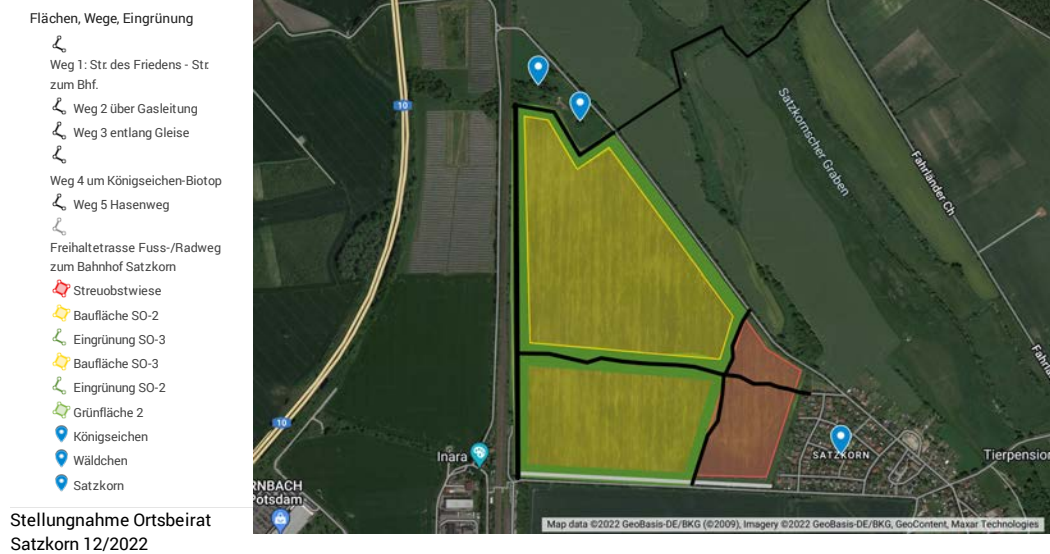 Flächen, Wege, Eingrünung
Weg 1: Str. des Friedens - Str.
zum Bhf.
Weg 2 über Gasleitung
Weg 3 entlang Gleise
Weg 4 um Königseichen-Biotop
Weg 5 Hasenweg
Freihaltetrasse Fuss-/Radweg
zum Bahnhof Satzkorn
Streuobstwiese
Baufläche SO-2
Eingrünung SO-3
Baufläche SO-3
Eingrünung SO-2
Grünfläche 2
Königseichen
Wäldchen
Satzkorn
Stellungnahme Ortsbeirat
Satzkorn 12/2022
10
Satzkornscher Graben
Fahrländer Ch
Fahrlä
10
Inara
SATZKORN
Tierpension
RNBACH
Potsdam
Map data ©2022 GeoBasis-DE/BKG (©2009), Imagery ©2022 GeoBasis-DE/BKG, GeoContent, Maxar Technologies